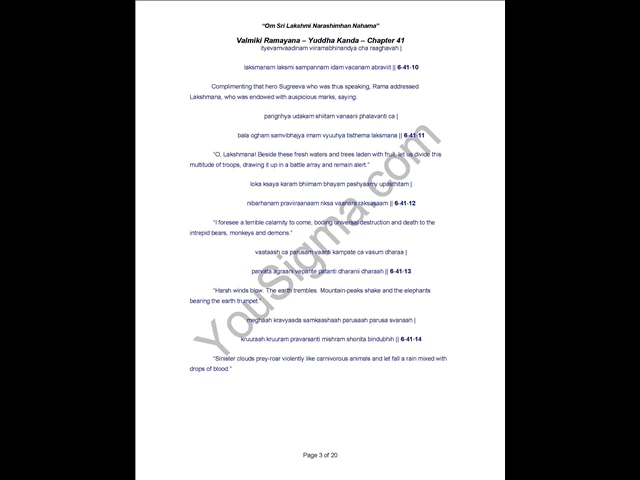 “Om Sri Lakshmi Narashimhan Nahama”
Valmiki Ramayana – Yuddha Kanda – Chapter 41
ityevamvaadinam viiramabhinandya cha raaghavah |
laksmanam laksmi sampannam idam vacanam abraviit || 6-41-10
Complimenting that hero Sugreeva who was thus speaking, Rama addressed
Lakshmana, who was endowed with auspicious marks, saying:
parigrihya udakam shiitam vanaani phalavanti ca |
bala ogham samvibhajya imam vyuuhya tisthema laksmana || 6-41-11
“O, Lakshmana! Beside these fresh waters and trees laden with fruit, let us divide this
multitude of troops, drawing it up in a battle array and remain alert.”
loka ksaya karam bhiimam bhayam pashyaamy upasthitam |
nibarhanam praviiraanaam riksa vaanara raksasaam || 6-41-12
“I foresee a terrible calamity to come, boding universal destruction and death to the
intrepid bears, monkeys and demons.”
vaataash ca parusam vaanti kampate ca vasum dharaa |
parvata agraani vepante patanti dharanii dharaah || 6-41-13
“Harsh winds blow. The earth trembles. Mountain-peaks shake and the elephants
bearing the earth trumpet.”
meghaah kravyaada samkaashaah parusaah parusa svanaah |
kruuraah kruuram pravarsanti mishram shonita bindubhih || 6-41-14
“Sinister clouds prey-roar violently like carnivorous animals and let fall a rain mixed with
drops of blood.”
Page 3 of 20
YouSigma.com